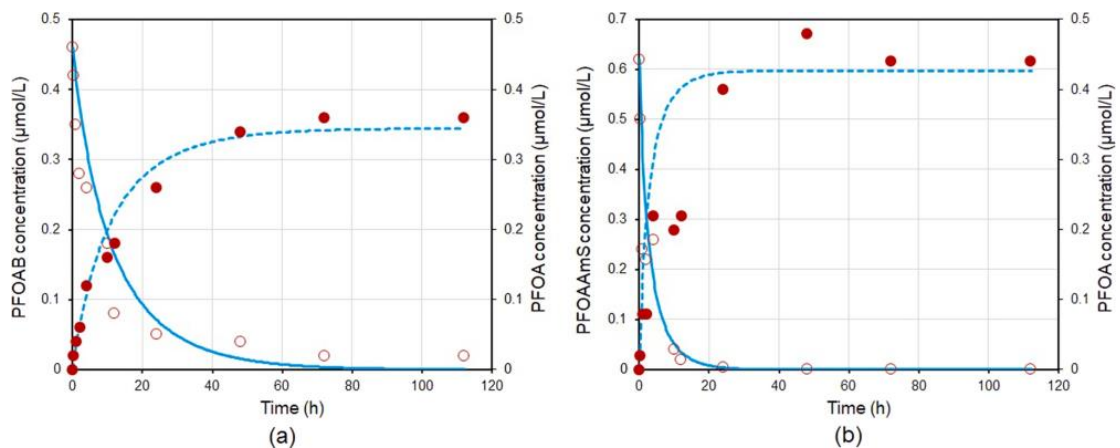 0.5
0.4
0.3
0.2
0.1
0
PFOAB concentration (µmol/L)
0.5
0.4
0.3
0.2
0.1
0
PFOA concentration (µmol/L)
0 20 40 60 80 100 120
Time (h)
(a)
0.7
0.6
0.5
0.4
0.3
0.2
0.1
0
PFOAAmS concentration (µmol/L)
0.5
0.4
0.3
0.2
0.1
0
PFOA concentration (µmol/L)
0 20 40 60 80 100 120
Time (h)
(b)